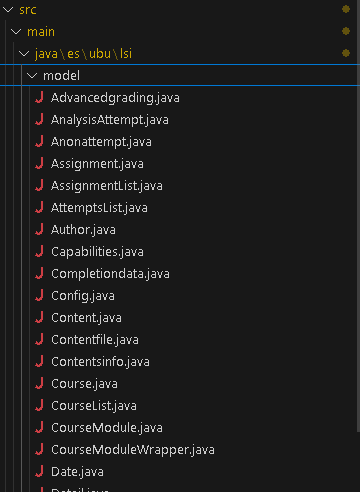 src
main
java\es\ubu\lsi
model
Advancedgrading.java
AnalysisAttempt.java
Anonattempt.java
Assignment.java
AssignmentList.java
AttemptsList.java
Author.java
Capabilities.java
Completiondata.java
Config.java
Content.java
Contentfile.java
Contentsinfo.java
Course.java
CourseList.java
CourseModule.java
CourseModuleWrapper.java
Date.java